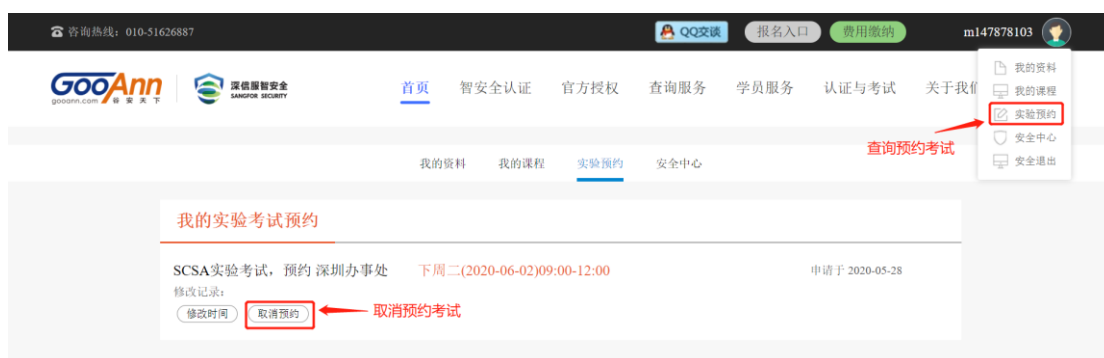 咨询热线：010-51626887
QQ交谈
报名入口
费用缴纳
m147878103
GooAnn
gooann.com 谷安天下
深信服智安全
SANGFOR SECURITY
首页 智安全认证 官方授权 查询服务 学员服务 认证与考试 关于我们
我的资料
我的课程
实验预约
安全中心
安全退出
查询预约考试
我的资料 我的课程 实验预约 安全中心
我的实验考试预约
SCSA实验考试，预约 深圳办事处 下周二(2020-06-02)09:00-12:00 申请于 2020-05-28
修改记录：
修改时间 取消预约
取消预约考试